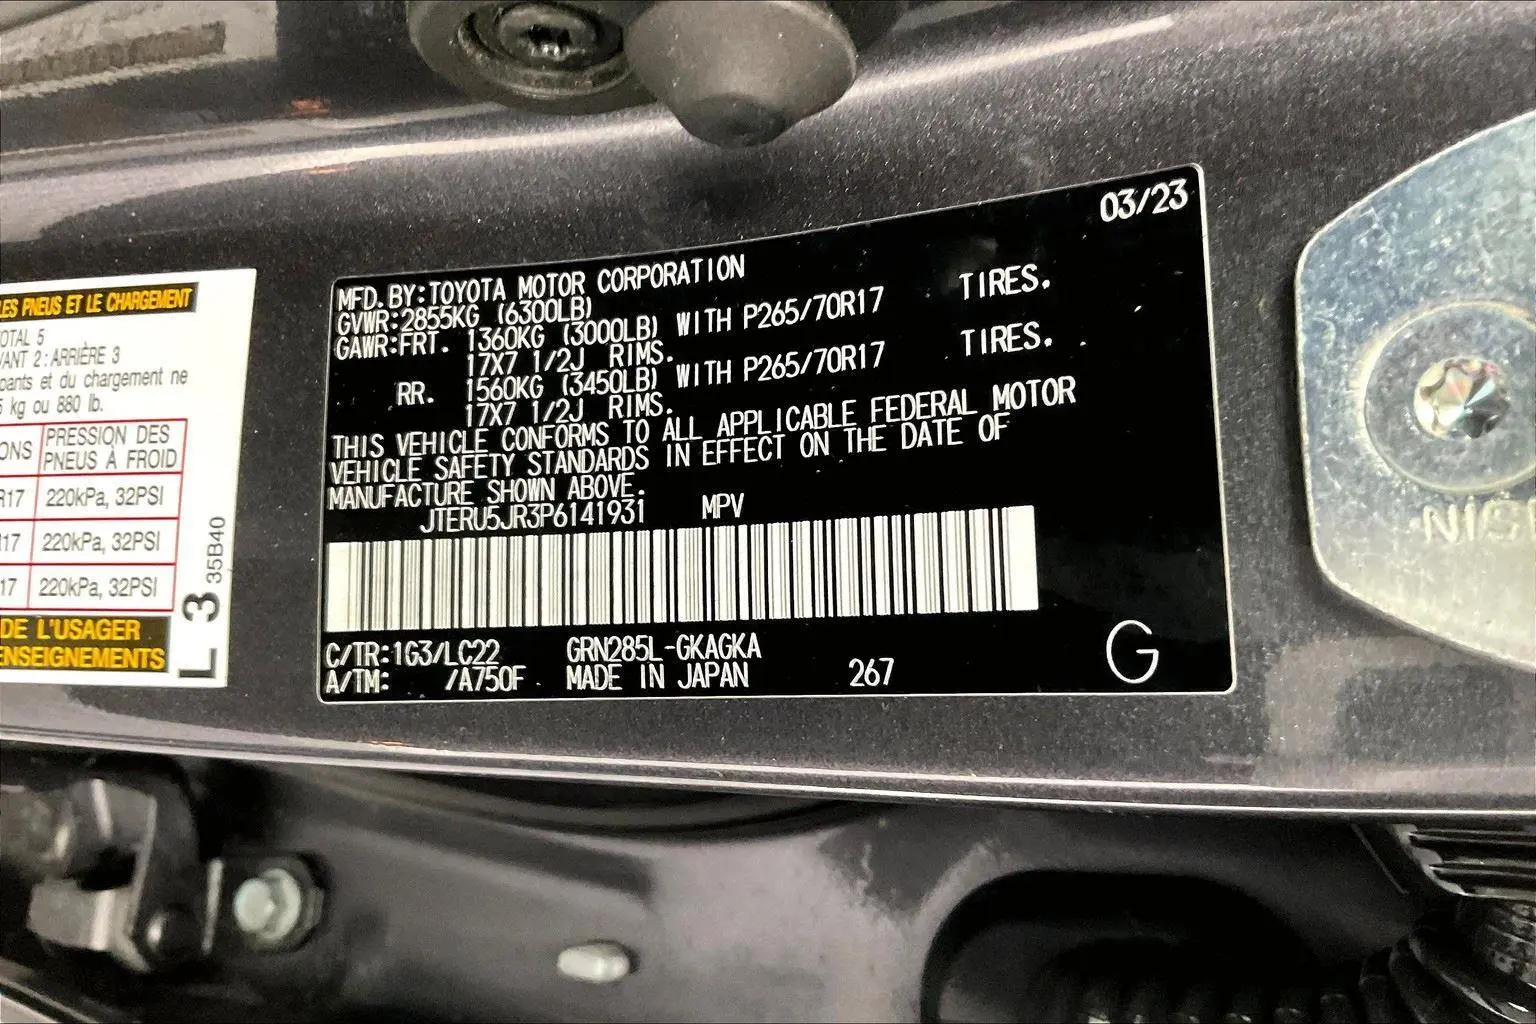 LES PNEUS ET LE CHARGEMENT
OTAL 5
VANT 2: ARRIÈRE 3
pants et du chargement ne
5 kg ou 880 lb.
ONS PRESSION DES
PNEUS À FROID
R17 220kPa, 32PSI
R17 220kPa, 32PSI
17 220kPa, 32PSI
DE L'USAGER
ENSEIGNEMENTS
L 3 35B40
03/23
MFD. BY: TOYOTA MOTOR CORPORATION
GVWR: 2855KG (6300LB)
GAWR: FRT. 1360KG (3000LB) WITH P265/70R17 TIRES.
17X7 1/2J RIMS.
RR. 1560KG (3450LB) WITH P265/70R17 TIRES.
17X7 1/2J RIMS.
THIS VEHICLE CONFORMS TO ALL APPLICABLE FEDERAL MOTOR
VEHICLE SAFETY STANDARDS IN EFFECT ON THE DATE OF
MANUFACTURE SHOWN ABOVE.
JTERU5JR3P6141931 MPV
C/TR: 1G3/LC22 GRN285L-GKAGKA
A/TM: /A750F MADE IN JAPAN 267
G